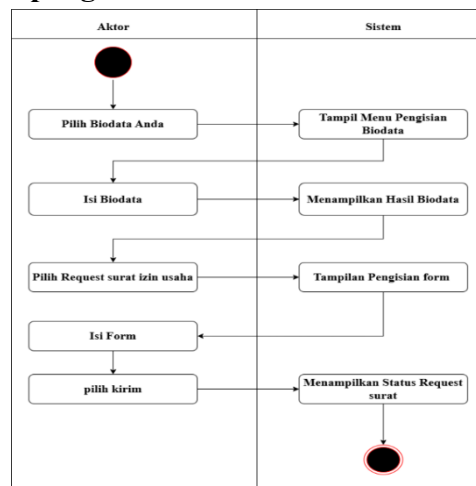 Aktor
Sistem
Pilih Biodata Anda
Tampil Menu Pengisian
Biodata
Isi Biodata
Menampilkan Hasil Biodata
Pilih Request surat izin usaha
Tampilan Pengisian form
Isi Form
pilih kirim
Menampilkan Status Request
surat